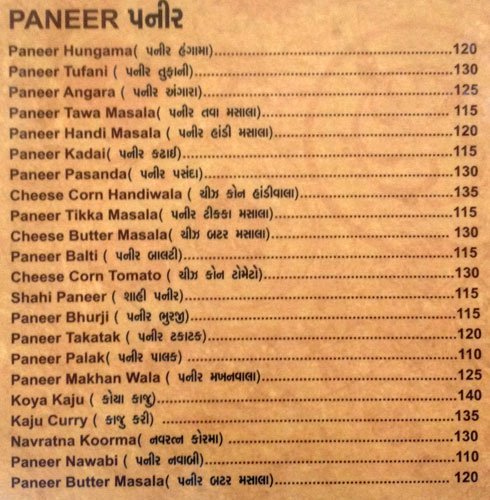 PANEER પનીર
Paneer Hungama( પનીર હંગામા)......120
Paneer Tufani ( પનીર તુફાની)......130
Paneer Angara ( પનીર અંગારા)......125
Paneer Tawa Masala( પનીર તવા મસાલા)......115
Paneer Handi Masala ( પનીર હાંડી મસાલા)......120
Paneer Kadai( પનીર કઢાઈ)......115
Paneer Pasanda( પનીર પસંદા)......130
Cheese Corn Handiwala ( ચીઝ કોન હાંડીવાલા)......135
Paneer Tikka Masala( પનીર ટીકકા મસાલા)......115
Cheese Butter Masala( ચીઝ બટર મસાલા)......130
Paneer Balti ( પનીર બાલટી)......115
Cheese Corn Tomato ( ચીઝ કોન ટોમેટો)......130
Shahi Paneer ( શાહી પનીર)......115
Paneer Bhurji ( પનીર ભુરજી)......115
Paneer Takatak ( પનીર ટકાટક)......120
Paneer Palak( પનીર પાલક )......110
Paneer Makhan Wala ( પનીર મખનવાલા)......125
Koya Kaju ( કોયા કાજુ)......140
Kaju Curry ( કાજુ કરી )......135
Navratna Koorma( નવરત્ન કોરમા)......130
Paneer Nawabi ( પનીર નવાબી)......110
Paneer Butter Masala( પનીર બટર મસાલા)......120